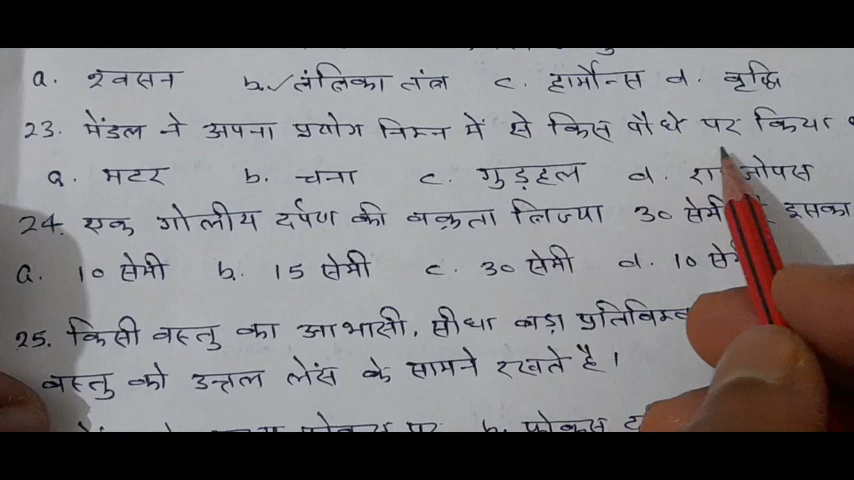 a. श्वसन b. ✓तंत्रिका तंत्र c. हार्मोन्स d. वृद्धि
23. मेंडल ने अपना प्रयोग निम्न में से किस पौधे पर किया
a. मटर b. चना c. गुड़हल d.
24. एक गोलीय दर्पण की वक्रता त्रिज्या 30 सेमी इसका
a. 10 सेमी b. 15 सेमी c. 30 सेमी d. 10 सेमी
25. किसी वस्तु का आभासी, सीधा बड़ा प्रतिबिम्ब
वस्तु को उत्तल लेंस के सामने रखते है।
b. फोकस